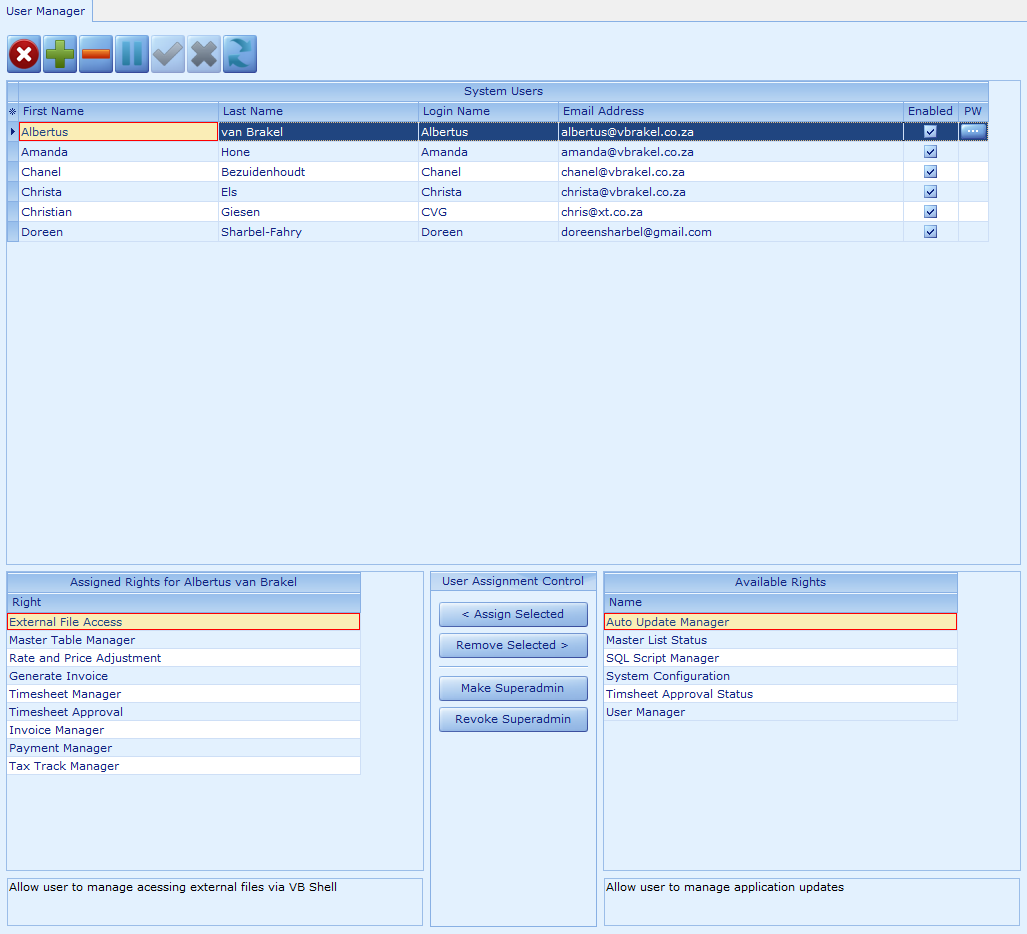 User Manager
System Users
First Name Last Name Login Name Email Address Enabled PW
Albertus van Brakel Albertus albertus@vbrakel.co.za ...
Amanda Hone Amanda amanda@vbrakel.co.za
Chanel Bezuidenhoudt Chanel chanel@vbrakel.co.za
Christa Els Christa christa@vbrakel.co.za
Christian Giesen CVG chris@xt.co.za
Doreen Sharbel-Fahry Doreen doreensharbel@gmail.com
Assigned Rights for Albertus van Brakel
Right
External File Access
Master Table Manager
Rate and Price Adjustment
Generate Invoice
Timesheet Manager
Timesheet Approval
Invoice Manager
Payment Manager
Tax Track Manager
Allow user to manage acessing external files via VB Shell
User Assignment Control
< Assign Selected
Remove Selected >
Make Superadmin
Revoke Superadmin
Available Rights
Name
Auto Update Manager
Master List Status
SQL Script Manager
System Configuration
Timsheet Approval Status
User Manager
Allow user to manage application updates